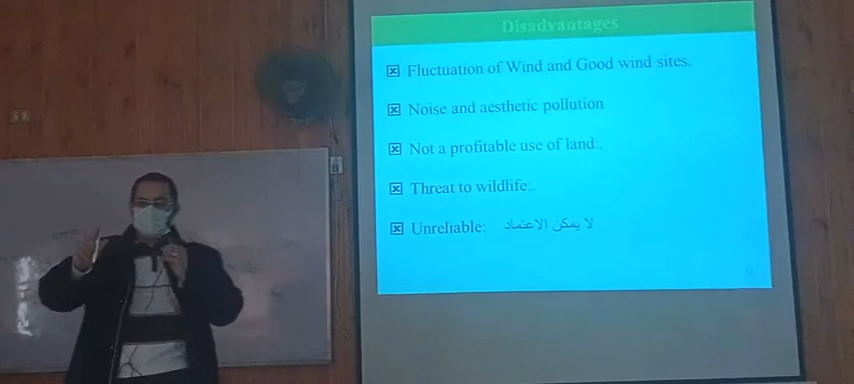 Disadvantages
Fluctuation of Wind and Good wind sites.
Noise and aesthetic pollution
Not a profitable use of land:.
Threat to wildlife:.
Unreliable: لا يمكن الاعتماد